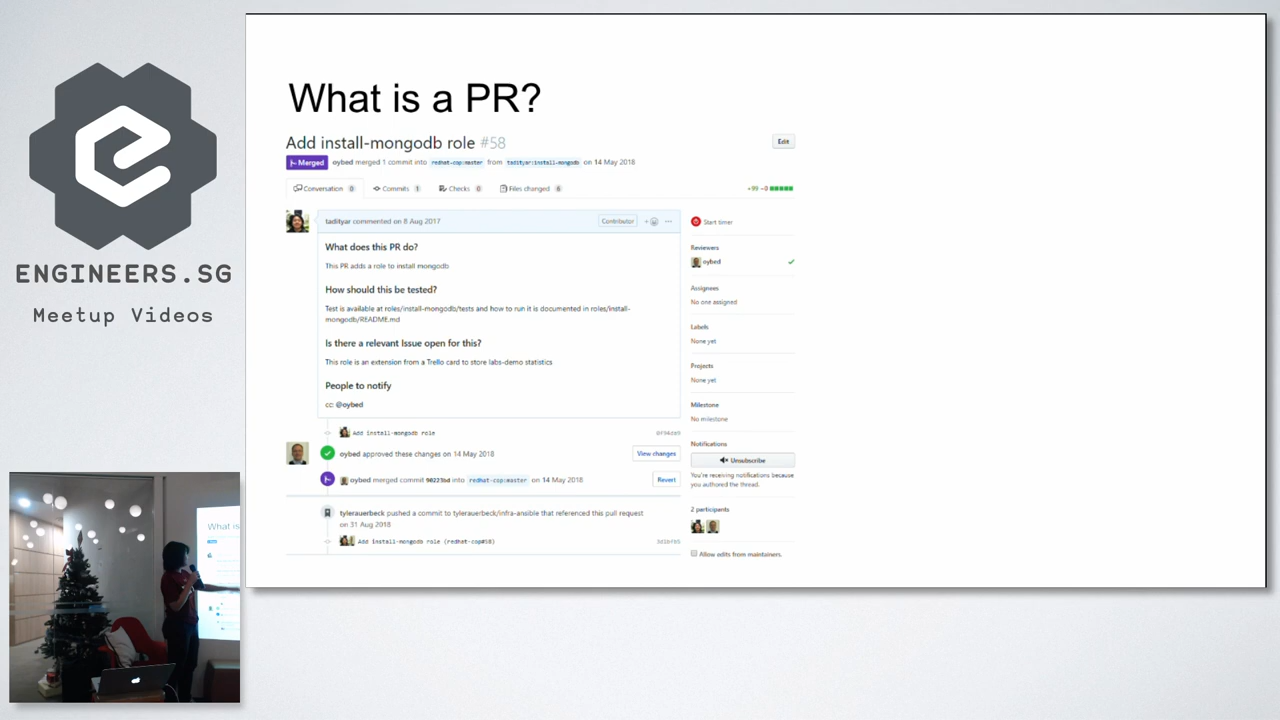 ENGINEERS.SG
Meetup Videos
What is a PR?
Add install-mongodb role #58
Edit
Merged oybed merged 1 commit into redhat-cop:master from tadityar:install-mongodb on 14 May 2018
Conversation 0 Commits 1 Checks 0 Files changed 8 +99 −0
tadityar commented on 8 Aug 2017 Contributor
What does this PR do?
This PR adds a role to install mongodb
How should this be tested?
Test is available at roles/install-mongodb/tests and how to run it is documented in roles/install-
mongodb/README.md
Is there a relevant Issue open for this?
This role is an extension from a Trello card to store labs-demo statistics
People to notify
cc: @oybed
Add install-mongodb role
oybed approved these changes on 14 May 2018 View changes
oybed merged commit 90223bd into redhat-cop:master on 14 May 2018 Revert
tylerauerbeck pushed a commit to tylerauerbeck/infra-ansible that referenced this pull request
on 31 Aug 2018
Add install-mongodb role (redhat-cop#58)
Start timer
Reviewers
oybed
Assignees
No one assigned
Labels
None yet
Projects
None yet
Milestone
No milestone
Notifications
Unsubscribe
You're receiving notifications because
you authored the thread.
2 participants
Allow edits from maintainers.
What is